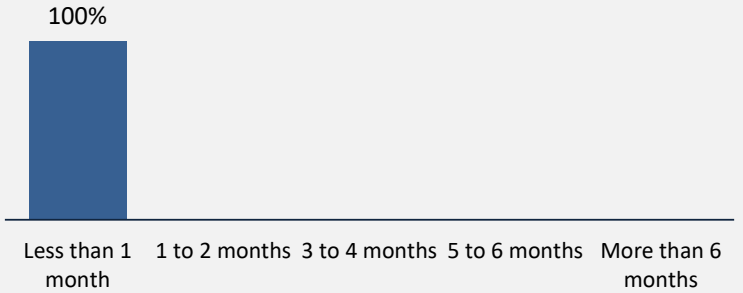 100%
Less than 1 month
1 to 2 months
3 to 4 months
5 to 6 months
More than 6 months